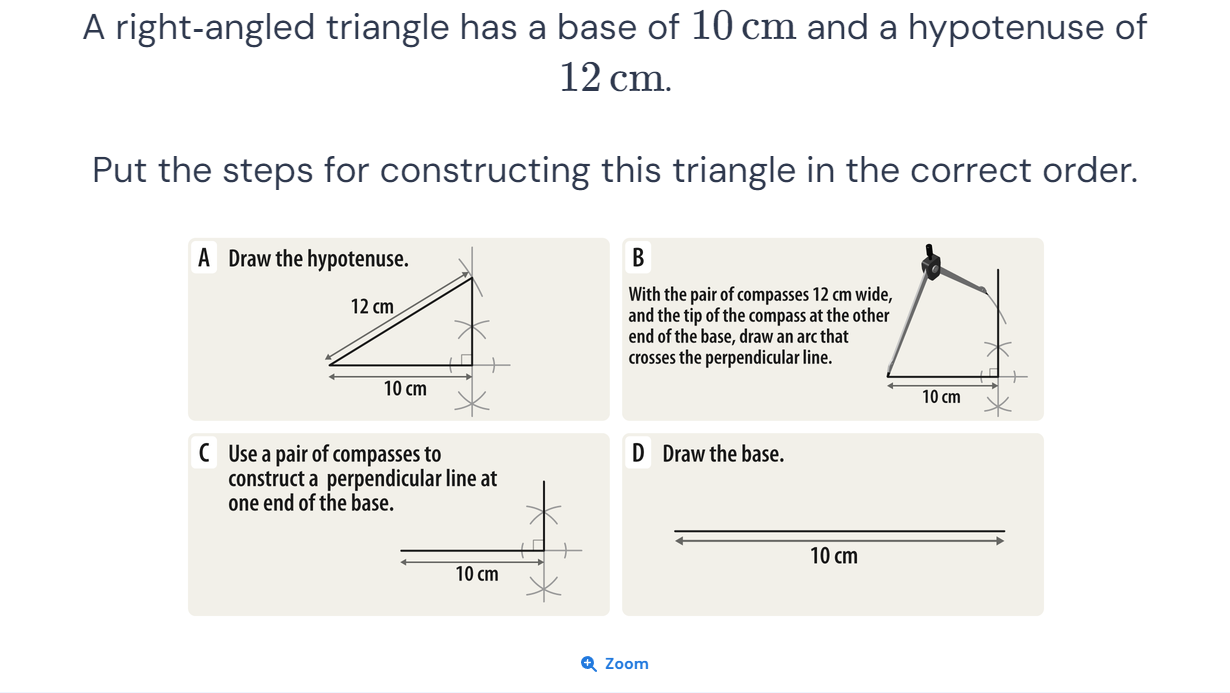 A right-angled triangle has a base of 10 cm and a hypotenuse of
12 cm.
Put the steps for constructing this triangle in the correct order.
A Draw the hypotenuse.
12 cm
10 cm
B
With the pair of compasses 12 cm wide,
and the tip of the compass at the other
end of the base, draw an arc that
crosses the perpendicular line.
10 cm
C Use a pair of compasses to
construct a perpendicular line at
one end of the base.
10 cm
D Draw the base.
10 cm
Zoom